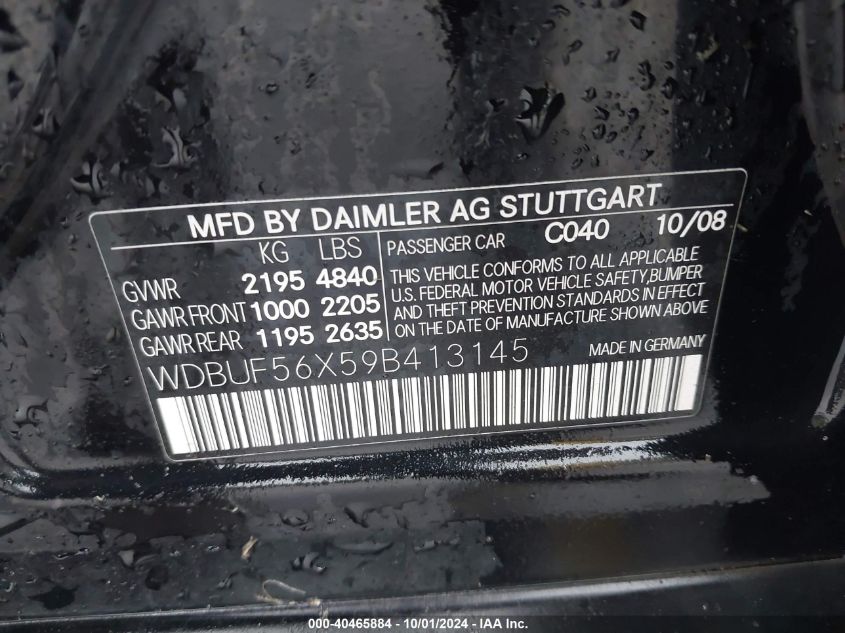 MFD BY DAIMLER AG STUTTGART
KG LBS PASSENGER CAR C040 10/08
GVWR 2195 4840
GAWR FRONT 1000 2205
GAWR REAR 1195 2635
THIS VEHICLE CONFORMS TO ALL APPLICABLE
U.S. FEDERAL MOTOR VEHICLE SAFETY,BUMPER
AND THEFT PREVENTION STANDARDS IN EFFECT
ON THE DATE OF MANUFACTURE SHOWN ABOVE.
WDBUF56X59B413145 MADE IN GERMANY
000-40465884 - 10/01/2024 - © IAA, Inc.